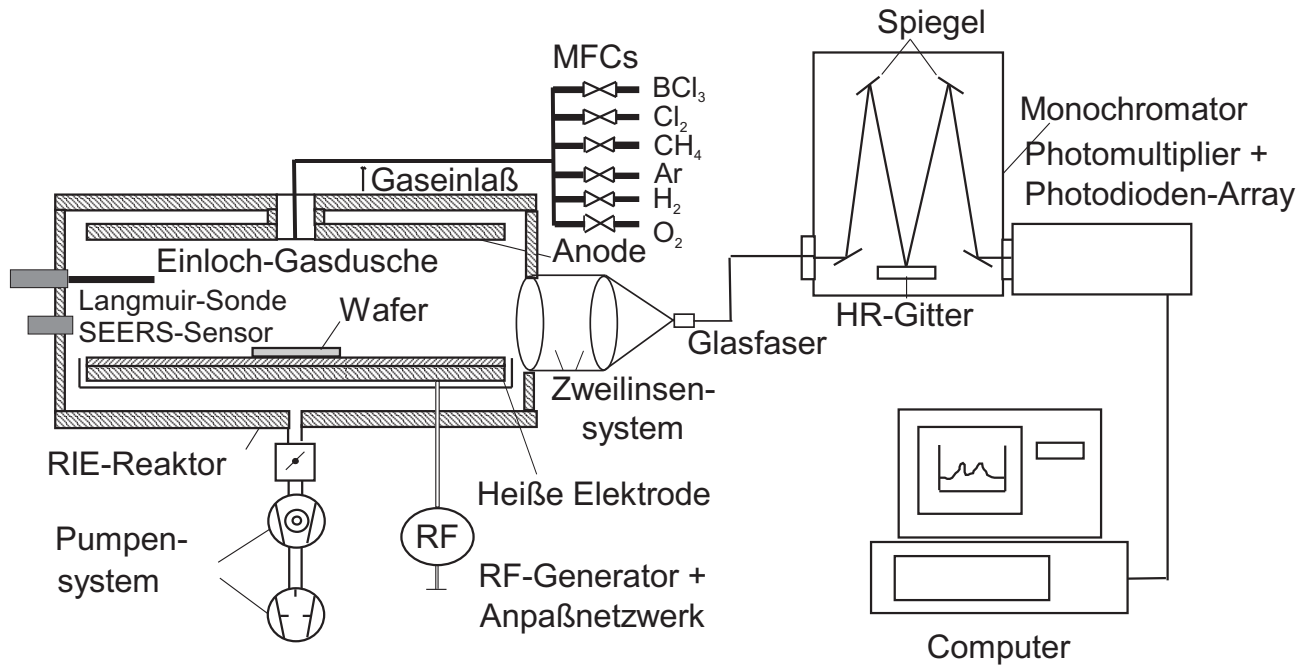 Spiegel
MFCs
BCl₃
Cl₂
CH₄
Ar
H₂
O₂
Monochromator
Photomultiplier +
Photodioden-Array
Gaseinlaß
Anode
Einloch-Gasdusche
Langmuir-Sonde
SEERS-Sensor
Wafer
HR-Gitter
Glasfaser
Zweilinsen-
system
RIE-Reaktor
Heiße Elektrode
RF
Pumpen-
system
RF-Generator +
Anpaßnetzwerk
Computer